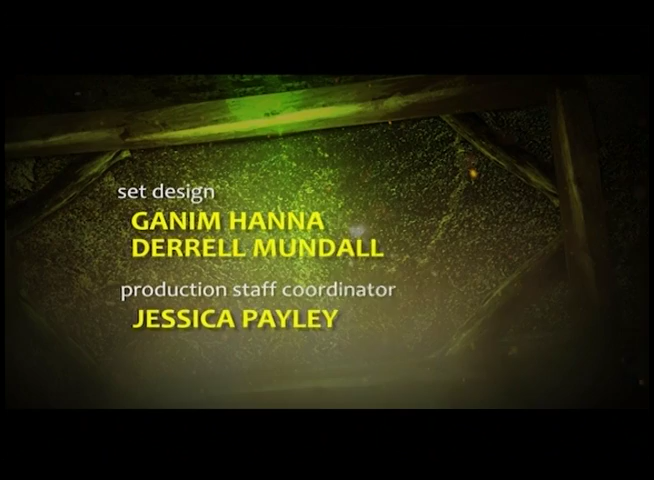 set design
GANIM HANNA
DERRELL MUNDALL
production staff coordinator
JESSICA PAYLEY